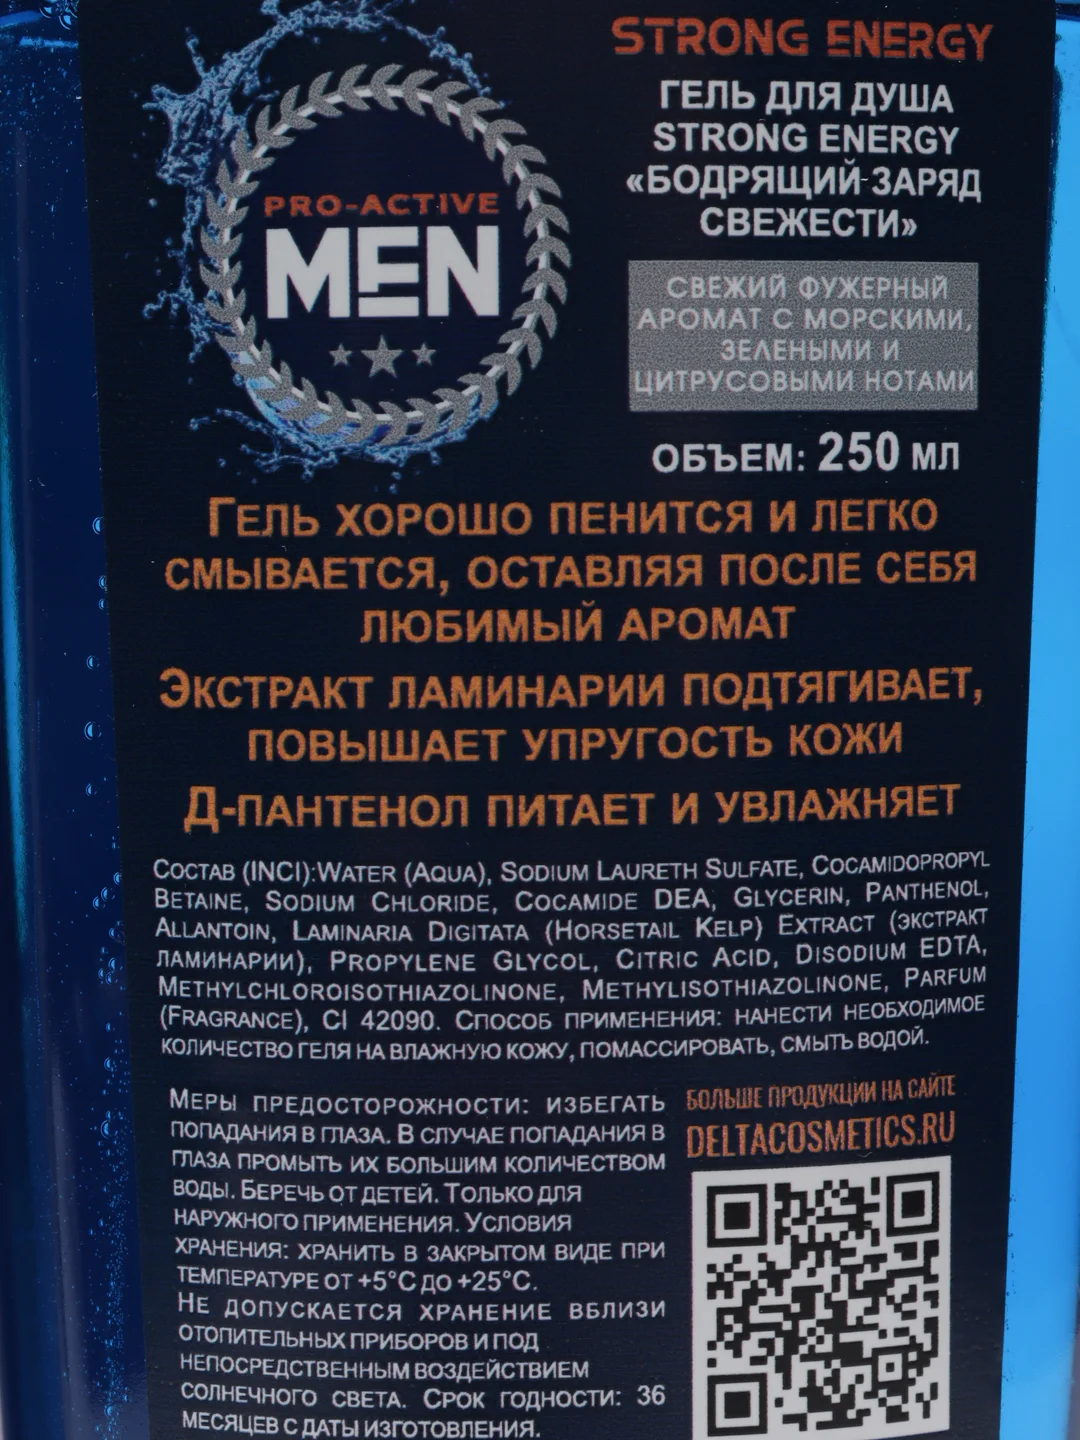 STRONG ENERGY
ГЕЛЬ ДЛЯ ДУША
STRONG ENERGY
«БОДРЯЩИЙ ЗАРЯД
СВЕЖЕСТИ»
PRO-ACTIVE
MEN
СВЕЖИЙ ФУЖЕРНЫЙ
АРОМАТ С МОРСКИМИ,
ЗЕЛЕНЫМИ И
ЦИТРУСОВЫМИ НОТАМИ
ОБЪЕМ: 250 МЛ
ГЕЛЬ ХОРОШО ПЕНИТСЯ И ЛЕГКО
СМЫВАЕТСЯ, ОСТАВЛЯЯ ПОСЛЕ СЕБЯ
ЛЮБИМЫЙ АРОМАТ
ЭКСТРАКТ ЛАМИНАРИИ ПОДТЯГИВАЕТ,
ПОВЫШАЕТ УПРУГОСТЬ КОЖИ
Д-ПАНТЕНОЛ ПИТАЕТ И УВЛАЖНЯЕТ
СОСТАВ (INCI):WATER (AQUA), SODIUM LAURETH SULFATE, COCAMIDOPROPYL
BETAINE, SODIUM CHLORIDE, COCAMIDE DEA, GLYCERIN, PANTHENOL,
ALLANTOIN, LAMINARIA DIGITATA (HORSETAIL KELP) EXTRACT (ЭКСТРАКТ
ЛАМИНАРИИ), PROPYLENE GLYCOL, CITRIC ACID, DISODIUM EDTA,
METHYLCHLOROISOTHIAZOLINONE, METHYLISOTHIAZOLINONE, PARFUM
(FRAGRANCE), CI 42090. СПОСОБ ПРИМЕНЕНИЯ: НАНЕСТИ НЕОБХОДИМОЕ
КОЛИЧЕСТВО ГЕЛЯ НА ВЛАЖНУЮ КОЖУ, ПОМАССИРОВАТЬ, СМЫТЬ ВОДОЙ.
МЕРЫ ПРЕДОСТОРОЖНОСТИ: ИЗБЕГАТЬ
ПОПАДАНИЯ В ГЛАЗА. В СЛУЧАЕ ПОПАДАНИЯ В
ГЛАЗА ПРОМЫТЬ ИХ БОЛЬШИМ КОЛИЧЕСТВОМ
ВОДЫ. БЕРЕЧЬ ОТ ДЕТЕЙ. ТОЛЬКО ДЛЯ
НАРУЖНОГО ПРИМЕНЕНИЯ. УСЛОВИЯ
ХРАНЕНИЯ: ХРАНИТЬ В ЗАКРЫТОМ ВИДЕ ПРИ
ТЕМПЕРАТУРЕ ОТ +5°C ДО +25°C.
НЕ ДОПУСКАЕТСЯ ХРАНЕНИЕ ВБЛИЗИ
ОТОПИТЕЛЬНЫХ ПРИБОРОВ И ПОД
НЕПОСРЕДСТВЕННЫМ ВОЗДЕЙСТВИЕМ
СОЛНЕЧНОГО СВЕТА. СРОК ГОДНОСТИ: 36
МЕСЯЦЕВ С ДАТЫ ИЗГОТОВЛЕНИЯ.
БОЛЬШЕ ПРОДУКЦИИ НА САЙТЕ
DELTACOSMETICS.RU